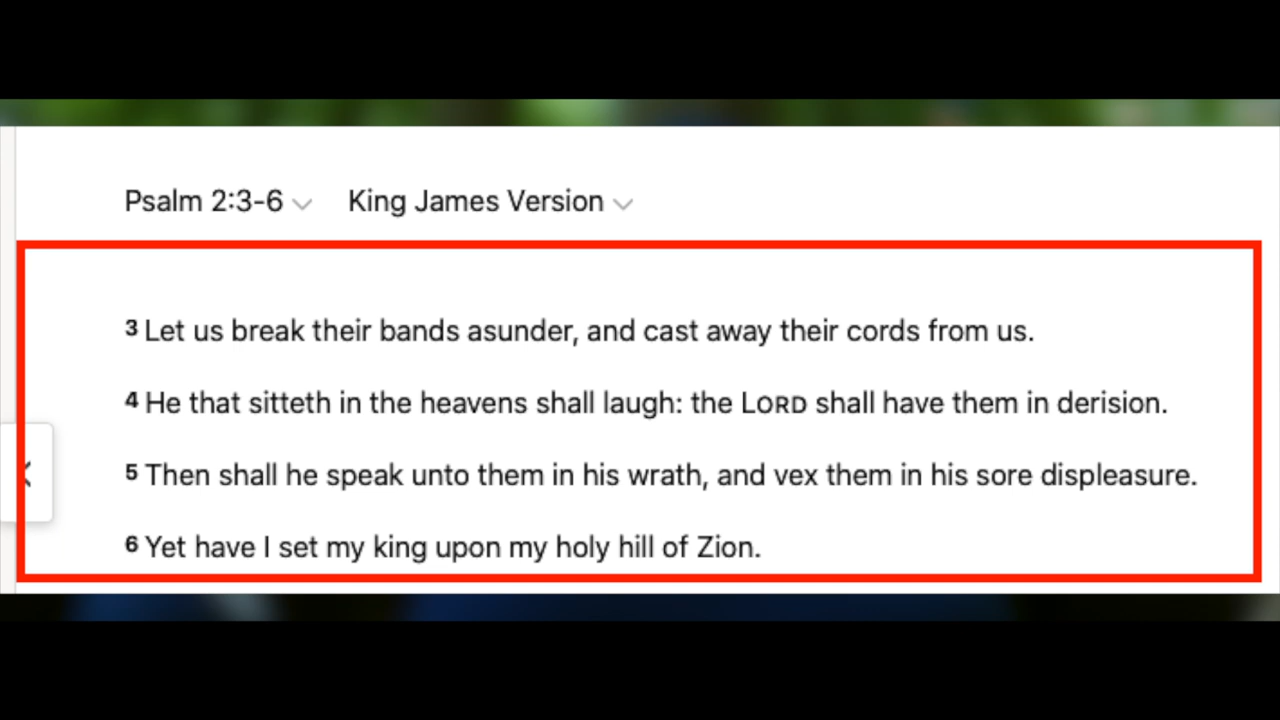 Psalm 2:3-6 King James Version
3 Let us break their bands asunder, and cast away their cords from us.
4 He that sitteth in the heavens shall laugh: the LORD shall have them in derision.
5 Then shall he speak unto them in his wrath, and vex them in his sore displeasure.
6 Yet have I set my king upon my holy hill of Zion.